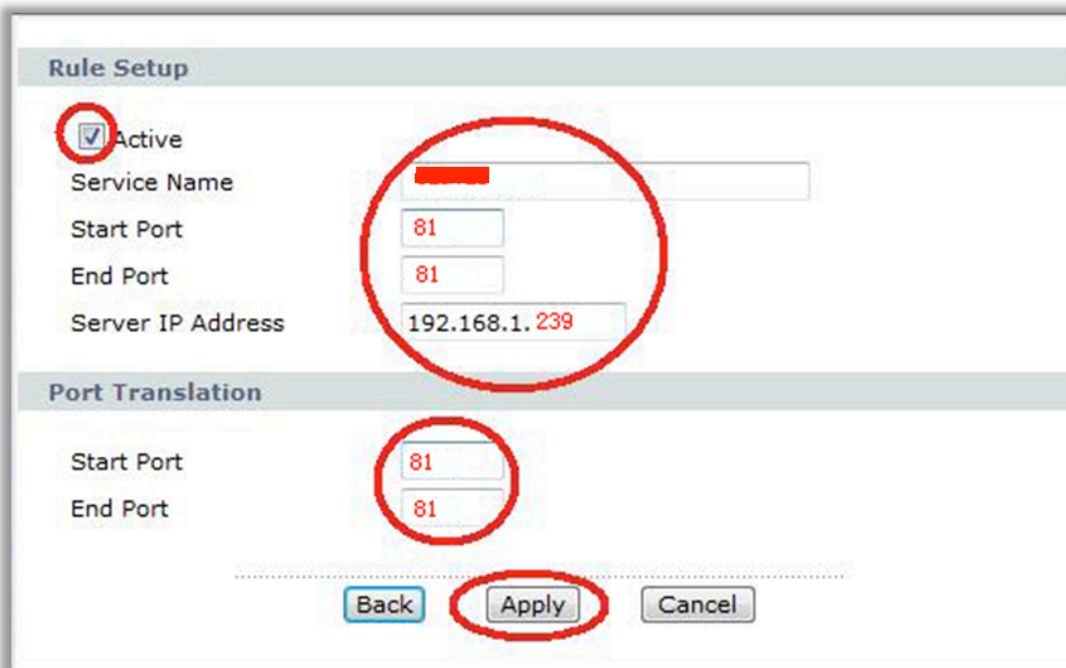 Rule Setup
Active
Service Name
Start Port 81
End Port 81
Server IP Address 192.168.1.239
Port Translation
Start Port 81
End Port 81
Back Apply Cancel